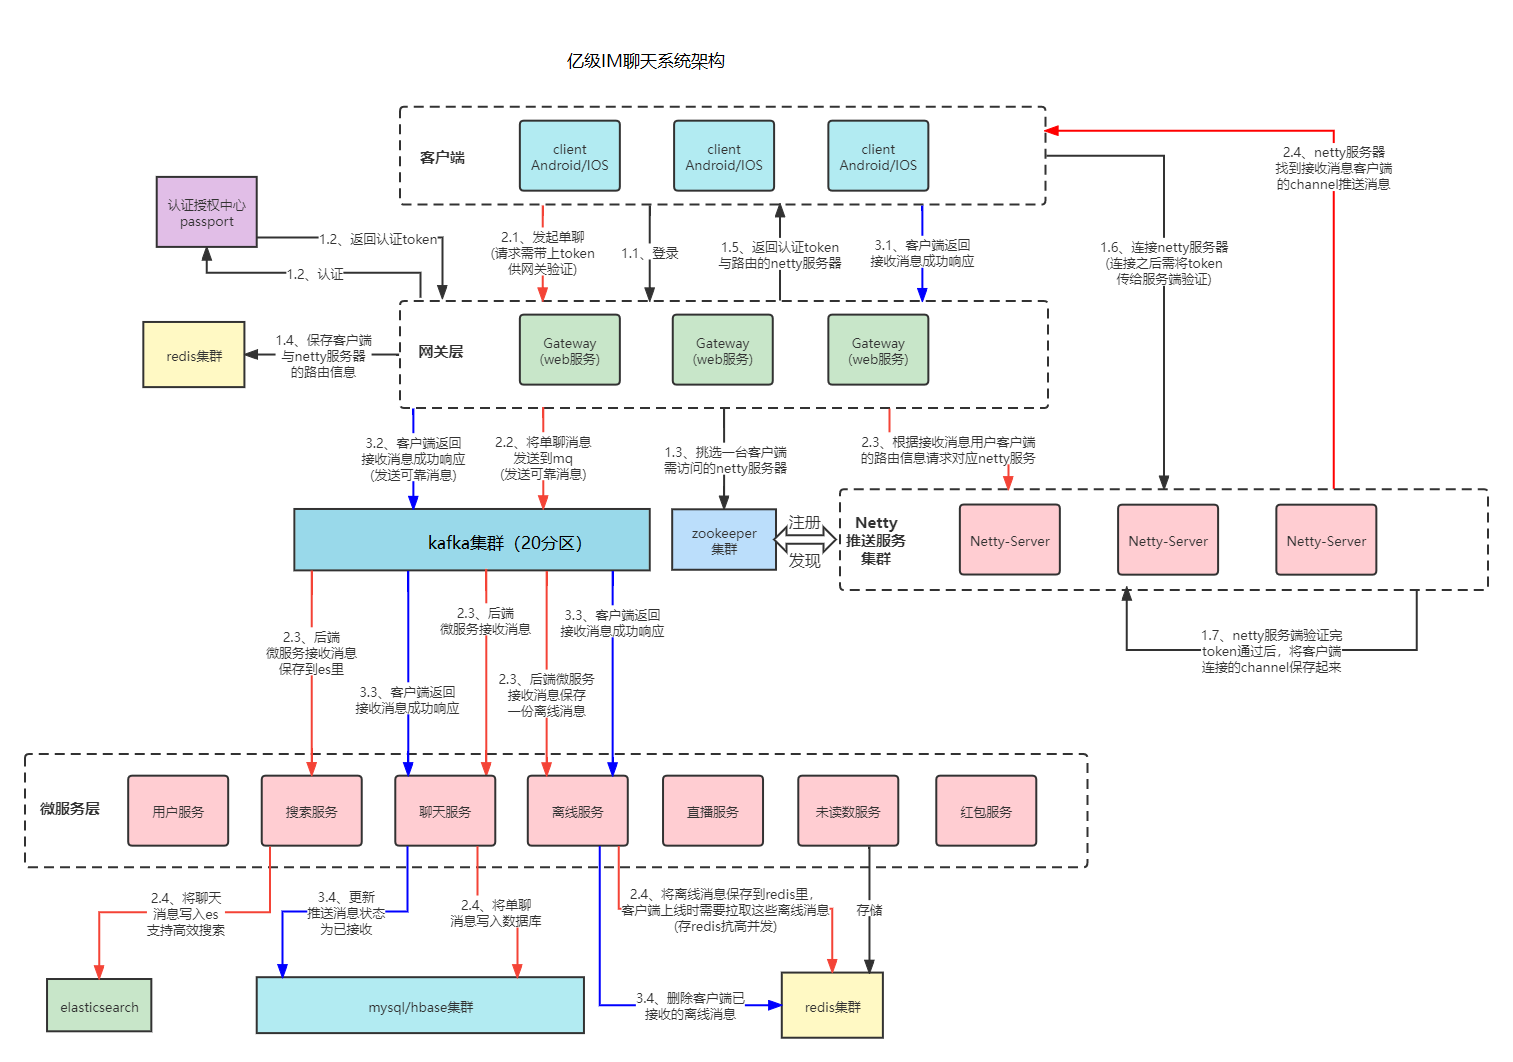 亿级IM聊天系统架构
客户端
client
Android/IOS
client
Android/IOS
client
Android/IOS
2.4、netty服务器
找到接收消息客户端
的channel推送消息
认证授权中心
passport
1.2、返回认证token
1.2、认证
2.1、发起单聊
(请求需带上token
供网关验证)
1.1、登录
1.5、返回认证token
与路由的netty服务器
3.1、客户端返回
接收消息成功响应
1.6、连接netty服务器
(连接之后需将token
传给服务端验证)
redis集群
1.4、保存客户端
与netty服务器
的路由信息
网关层
Gateway
(web服务)
Gateway
(web服务)
Gateway
(web服务)
3.2、客户端返回
接收消息成功响应
(发送可靠消息)
2.2、将单聊消息
发送到mq
(发送可靠消息)
1.3、挑选一台客户端
需访问的netty服务器
2.3、根据接收消息用户客户端
的路由信息请求对应netty服务
kafka集群（20分区）
zookeeper
集群
注册
发现
Netty
推送服务
集群
Netty-Server
Netty-Server
Netty-Server
1.7、netty服务端验证完
token通过后，将客户端
连接的channel保存起来
2.3、后端
微服务接收消息
保存到es里
3.3、客户端返回
接收消息成功响应
2.3、后端
微服务接收消息
2.3、后端微服务
接收消息保存
一份离线消息
3.3、客户端返回
接收消息成功响应
微服务层
用户服务
搜索服务
聊天服务
离线服务
直播服务
未读数服务
红包服务
2.4、将聊天
消息写入es
支持高效搜索
3.4、更新
推送消息状态
为已接收
2.4、将单聊
消息写入数据库
2.4、将离线消息保存到redis里，
客户端上线时需要拉取这些离线消息
(存redis抗高并发)
存储
3.4、删除客户端已
接收的离线消息
elasticsearch
mysql/hbase集群
redis集群